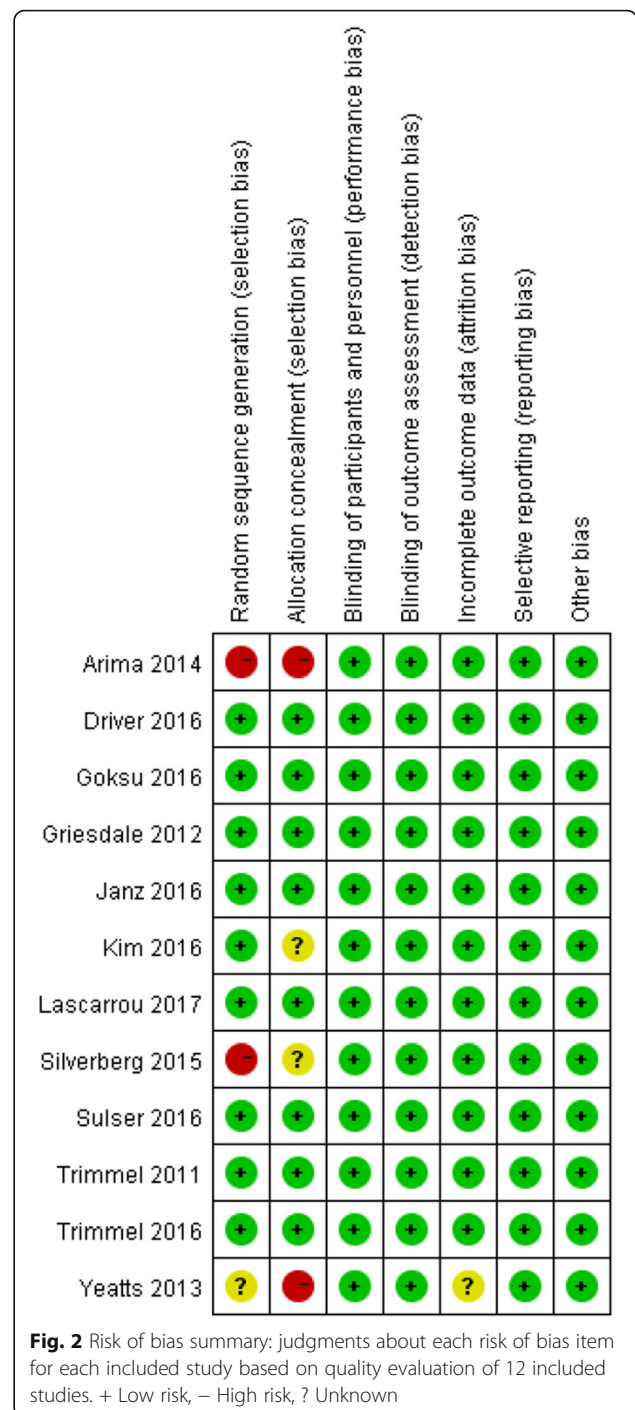 Random sequence generation (selection bias)
Allocation concealment (selection bias)
Blinding of participants and personnel (performance bias)
Blinding of outcome assessment (detection bias)
Incomplete outcome data (attrition bias)
Selective reporting (reporting bias)
Other bias
Arima 2014 − − + + + + +
Driver 2016 + + + + + + +
Goksu 2016 + + + + + + +
Griesdale 2012 + + + + + + +
Janz 2016 + + + + + + +
Kim 2016 + ? + + + + +
Lascarrou 2017 + + + + + + +
Silverberg 2015 − ? + + + + +
Sulser 2016 + + + + + + +
Trimmel 2011 + + + + + + +
Trimmel 2016 + + + + + + +
Yeatts 2013 ? − + + ? + +
Fig. 2 Risk of bias summary: judgments about each risk of bias item
for each included study based on quality evaluation of 12 included
studies. + Low risk, − High risk, ? Unknown